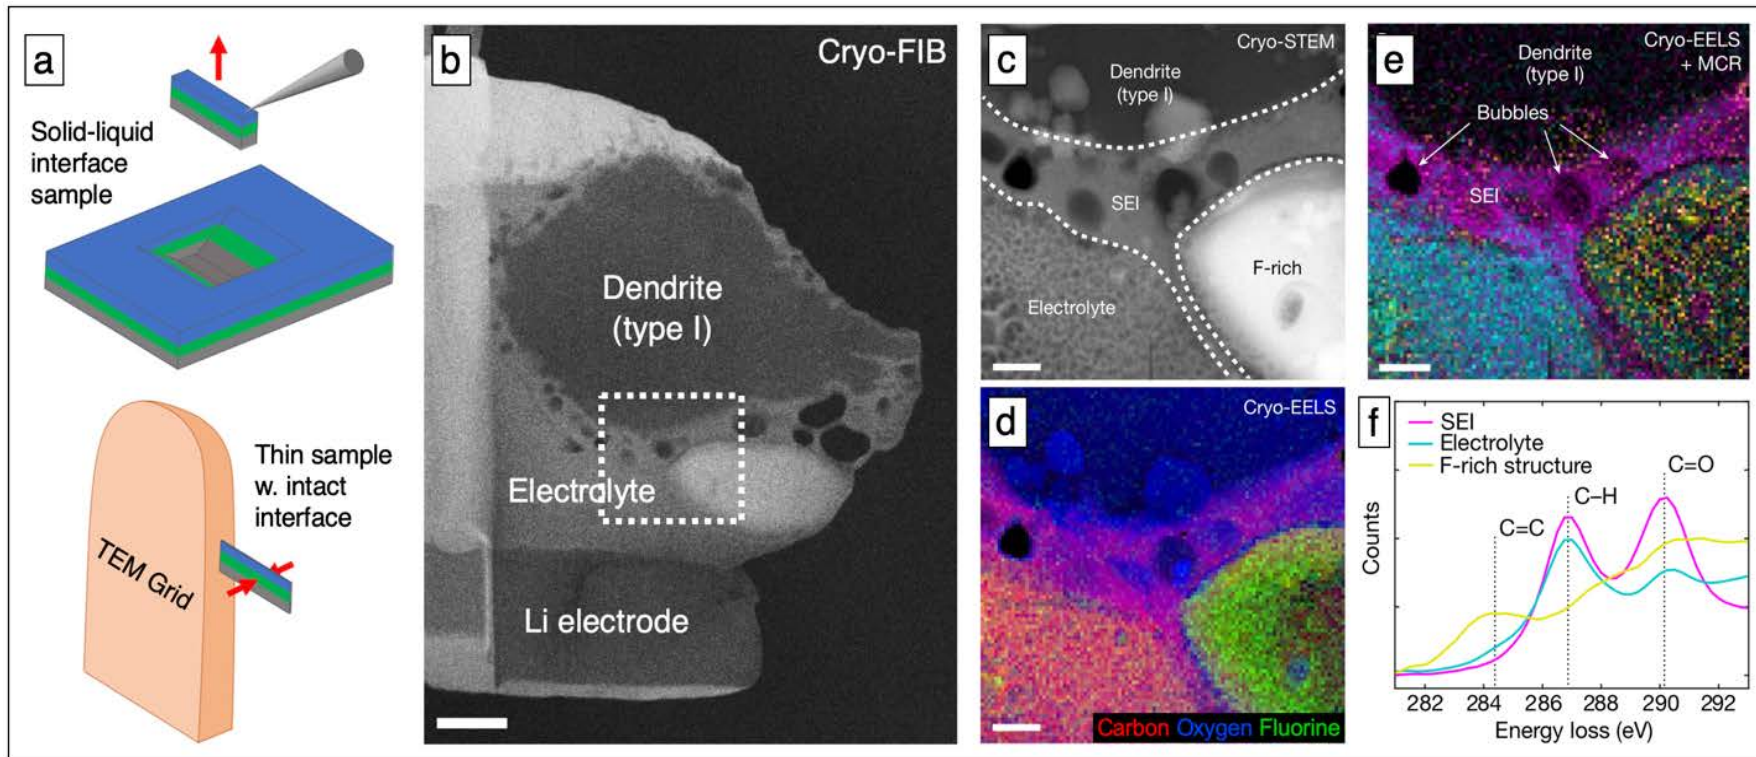 a
Solid-liquid
interface
sample
Thin sample
w. intact
interface
TEM Grid
b
Cryo-FIB
Dendrite
(type I)
Electrolyte
Li electrode
c
Cryo-STEM
Dendrite
(type I)
SEI
F-rich
Electrolyte
d
Cryo-EELS
Carbon Oxygen Fluorine
e
Cryo-EELS
+ MCR
Dendrite
(type I)
Bubbles
SEI
f
SEI
Electrolyte
F-rich structure
C=O
C–H
C=C
Counts
282 284 286 288 290 292
Energy loss (eV)